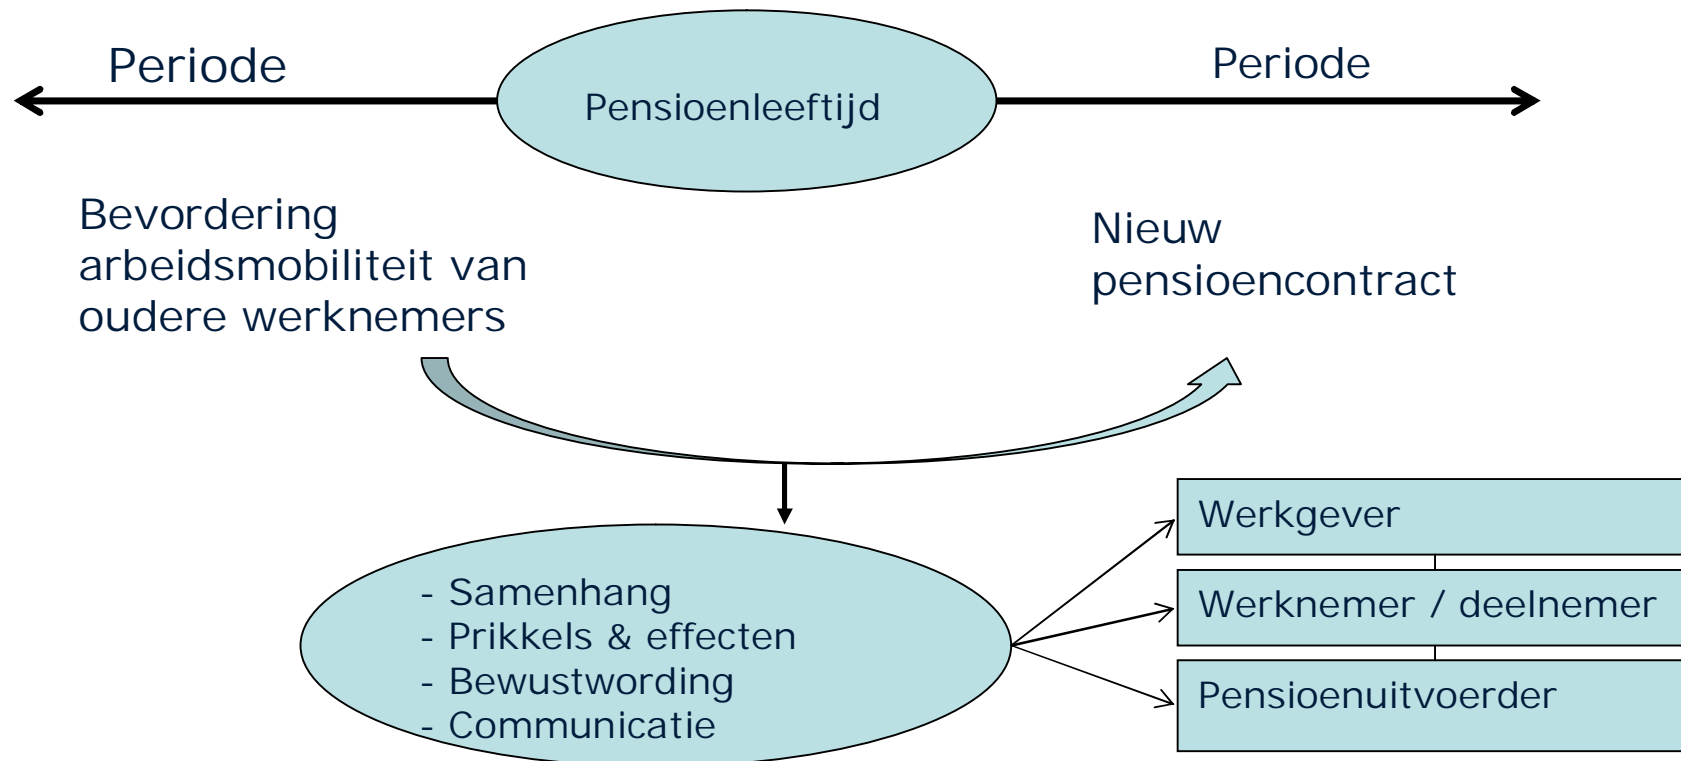 Periode
Pensioenleeftijd
Periode
Bevordering
arbeidsmobiliteit van
oudere werknemers
Nieuw
pensioencontract
- Samenhang
- Prikkels & effecten
- Bewustwording
- Communicatie
Werkgever
Werknemer / deelnemer
Pensioenuitvoerder